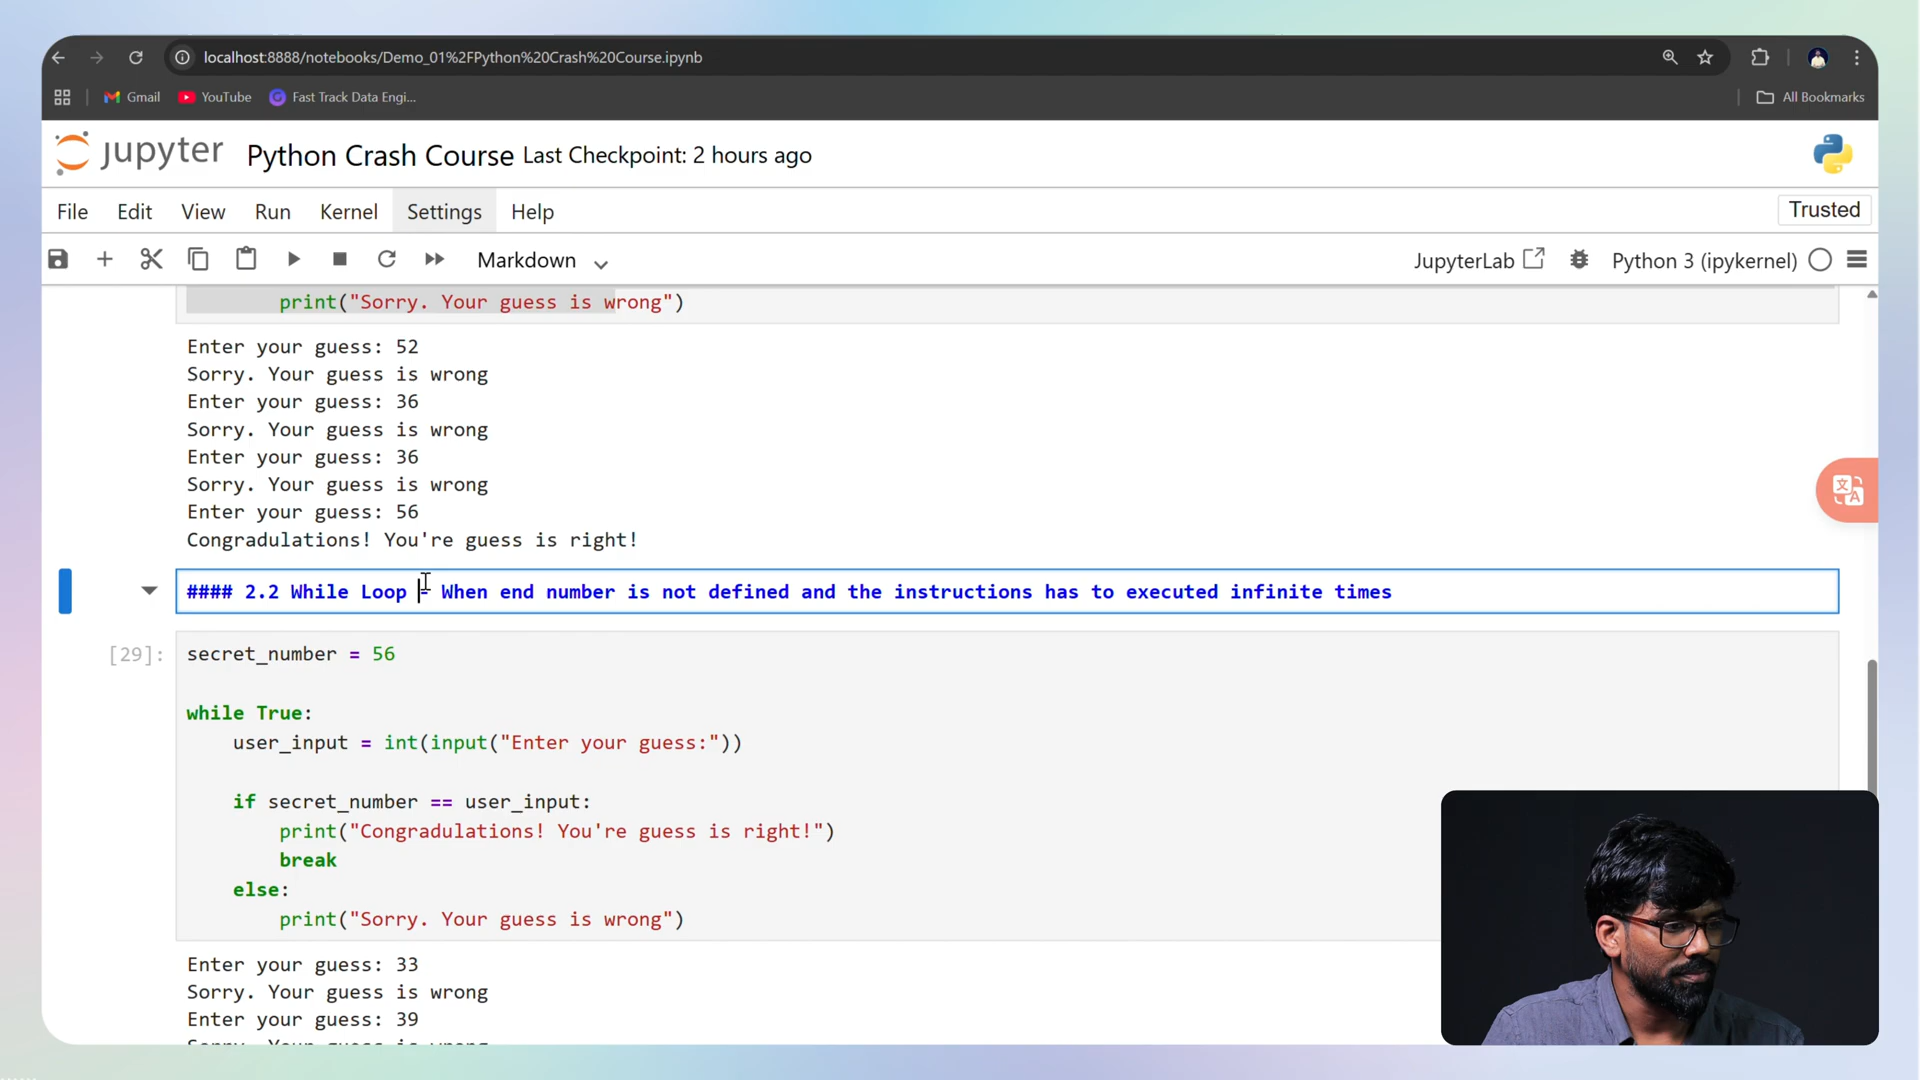 localhost:8888/notebooks/Demo_01%2FPython%20Crash%20Course.ipynb
Gmail YouTube Fast Track Data Engi... All Bookmarks
jupyter Python Crash Course Last Checkpoint: 2 hours ago
File Edit View Run Kernel Settings Help Trusted
Markdown JupyterLab Python 3 (ipykernel)
print("Sorry. Your guess is wrong")
Enter your guess: 52
Sorry. Your guess is wrong
Enter your guess: 36
Sorry. Your guess is wrong
Enter your guess: 36
Sorry. Your guess is wrong
Enter your guess: 56
Congradulations! You're guess is right!
#### 2.2 While Loop - When end number is not defined and the instructions has to executed infinite times
[29]: secret_number = 56
while True:
user_input = int(input("Enter your guess:"))
if secret_number == user_input:
print("Congradulations! You're guess is right!")
break
else:
print("Sorry. Your guess is wrong")
Enter your guess: 33
Sorry. Your guess is wrong
Enter your guess: 39
Sorry. Your guess is wrong